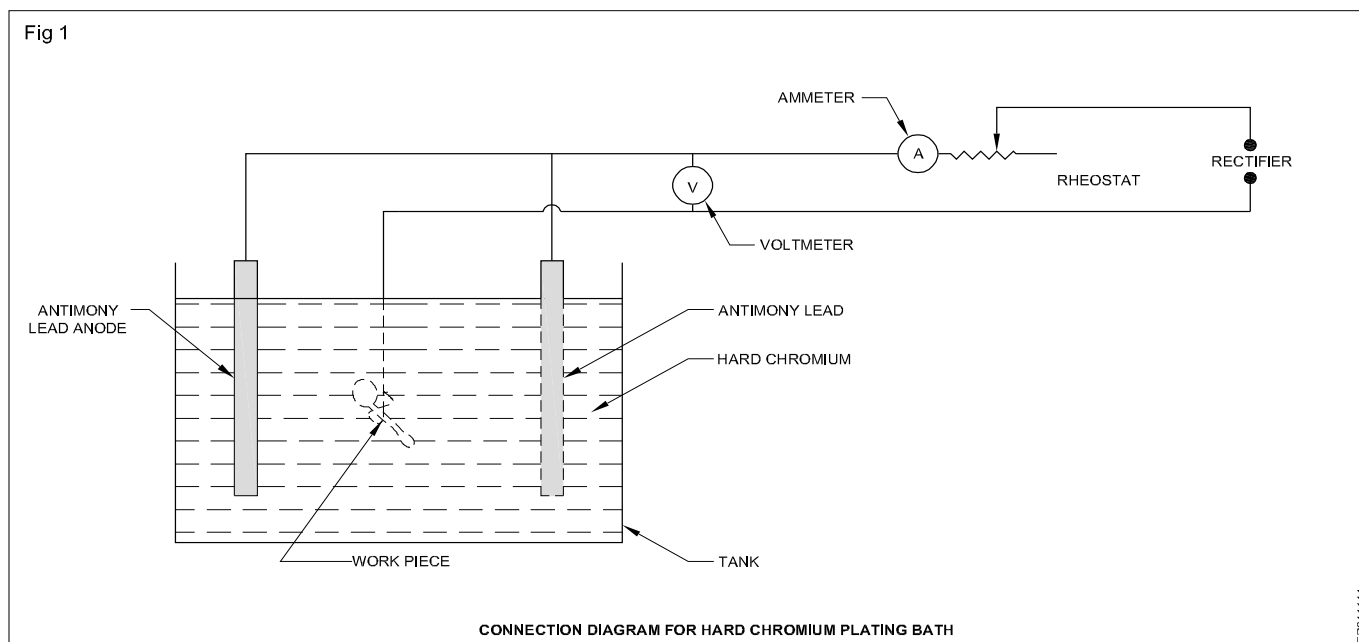 Fig 1
AMMETER
A
RECTIFIER
RHEOSTAT
V
VOLTMETER
ANTIMONY
LEAD ANODE
ANTIMONY LEAD
HARD CHROMIUM
WORK PIECE
TANK
CONNECTION DIAGRAM FOR HARD CHROMIUM PLATING BATH